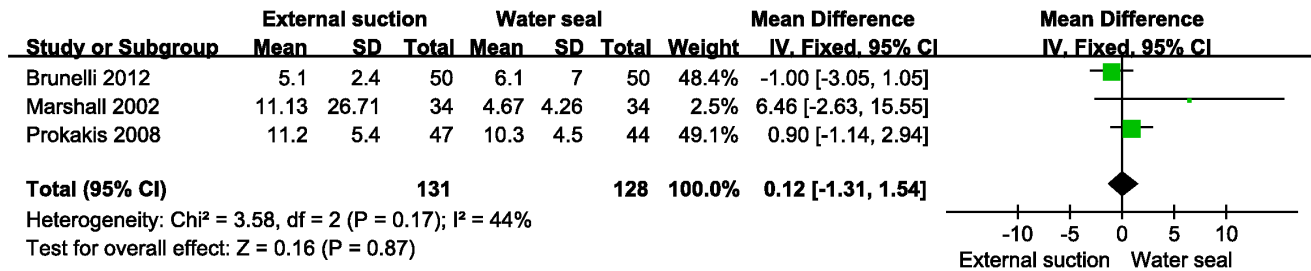 External suction Water seal Mean Difference Mean Difference
Study or Subgroup Mean SD Total Mean SD Total Weight IV, Fixed, 95% CI IV, Fixed, 95% CI
Brunelli 2012 5.1 2.4 50 6.1 7 50 48.4% -1.00 [-3.05, 1.05]
Marshall 2002 11.13 26.71 34 4.67 4.26 34 2.5% 6.46 [-2.63, 15.55]
Prokakis 2008 11.2 5.4 47 10.3 4.5 44 49.1% 0.90 [-1.14, 2.94]
Total (95% CI) 131 128 100.0% 0.12 [-1.31, 1.54]
Heterogeneity: Chi² = 3.58, df = 2 (P = 0.17); I² = 44%
Test for overall effect: Z = 0.16 (P = 0.87)
-10 -5 0 5 10
External suction Water seal